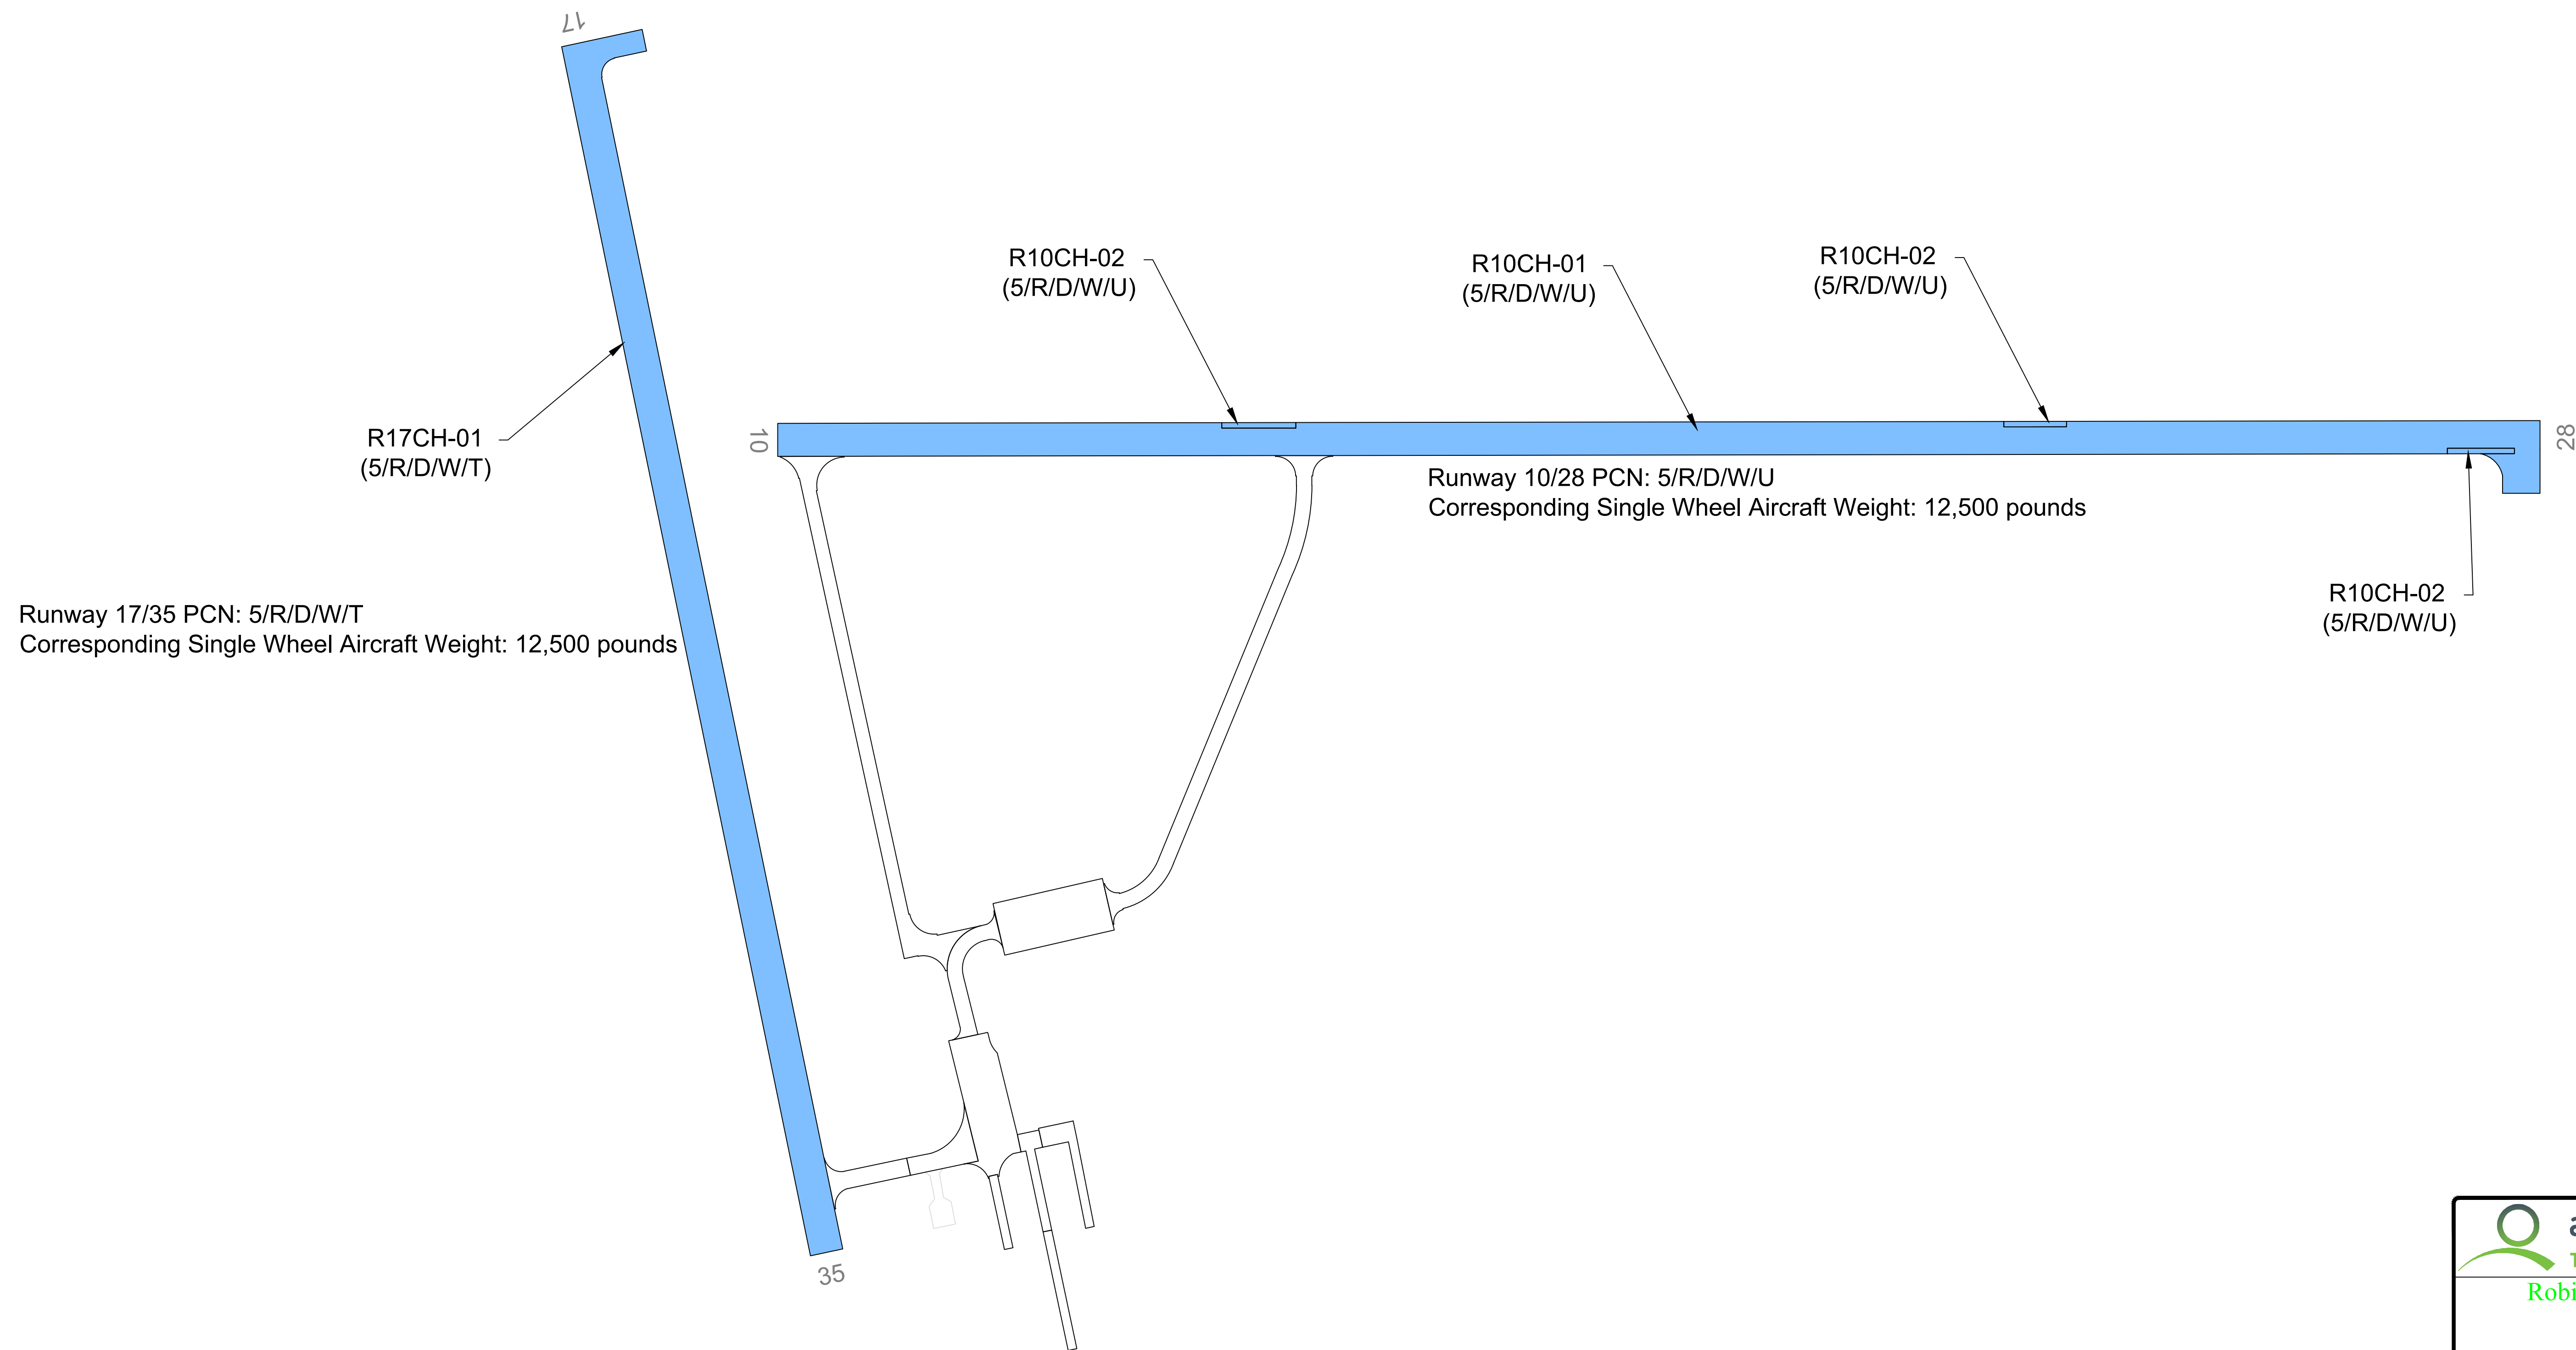 17
R10CH-02
(5/R/D/W/U)
R10CH-01
(5/R/D/W/U)
R10CH-02
(5/R/D/W/U)
R17CH-01
(5/R/D/W/T)
10
28
Runway 10/28 PCN: 5/R/D/W/U
Corresponding Single Wheel Aircraft Weight: 12,500 pounds
R10CH-02
(5/R/D/W/U)
Runway 17/35 PCN: 5/R/D/W/T
Corresponding Single Wheel Aircraft Weight: 12,500 pounds
35
Robi